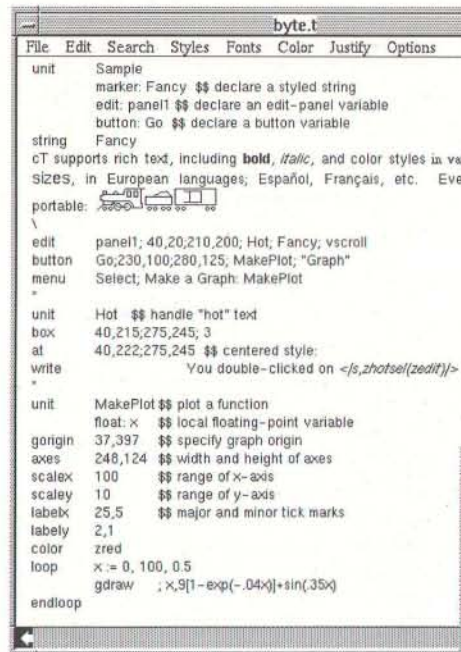 byte.t
File Edit Search Styles Fonts Color Justify Options
unit Sample
marker: Fancy $$ declare a styled string
edit: panel1 $$ declare an edit-panel variable
button: Go $$ declare a button variable
string Fancy
cT supports rich text, including bold, italic, and color styles in va
sizes, in European languages; Español, Français, etc. Eve
portable:
\
edit panel1; 40,20;210,200; Hot; Fancy; vscroll
button Go;230,100;280,125; MakePlot; "Graph"
menu Select; Make a Graph: MakePlot
*
unit Hot $$ handle "hot" text
box 40,215;275,245; 3
at 40,222;275,245 $$ centered style:
write You double-clicked on </s,zhotsel(zedit)/>
*
unit MakePlot $$ plot a function
float: x $$ local floating-point variable
gorigin 37,397 $$ specify graph origin
axes 248,124 $$ width and height of axes
scalex 100 $$ range of x-axis
scaley 10 $$ range of y-axis
labelx 25,5 $$ major and minor tick marks
labely 2,1
color zred
loop x := 0, 100, 0.5
gdraw ; x,9[1-exp(-.04x)]+sin(.35x)
endloop